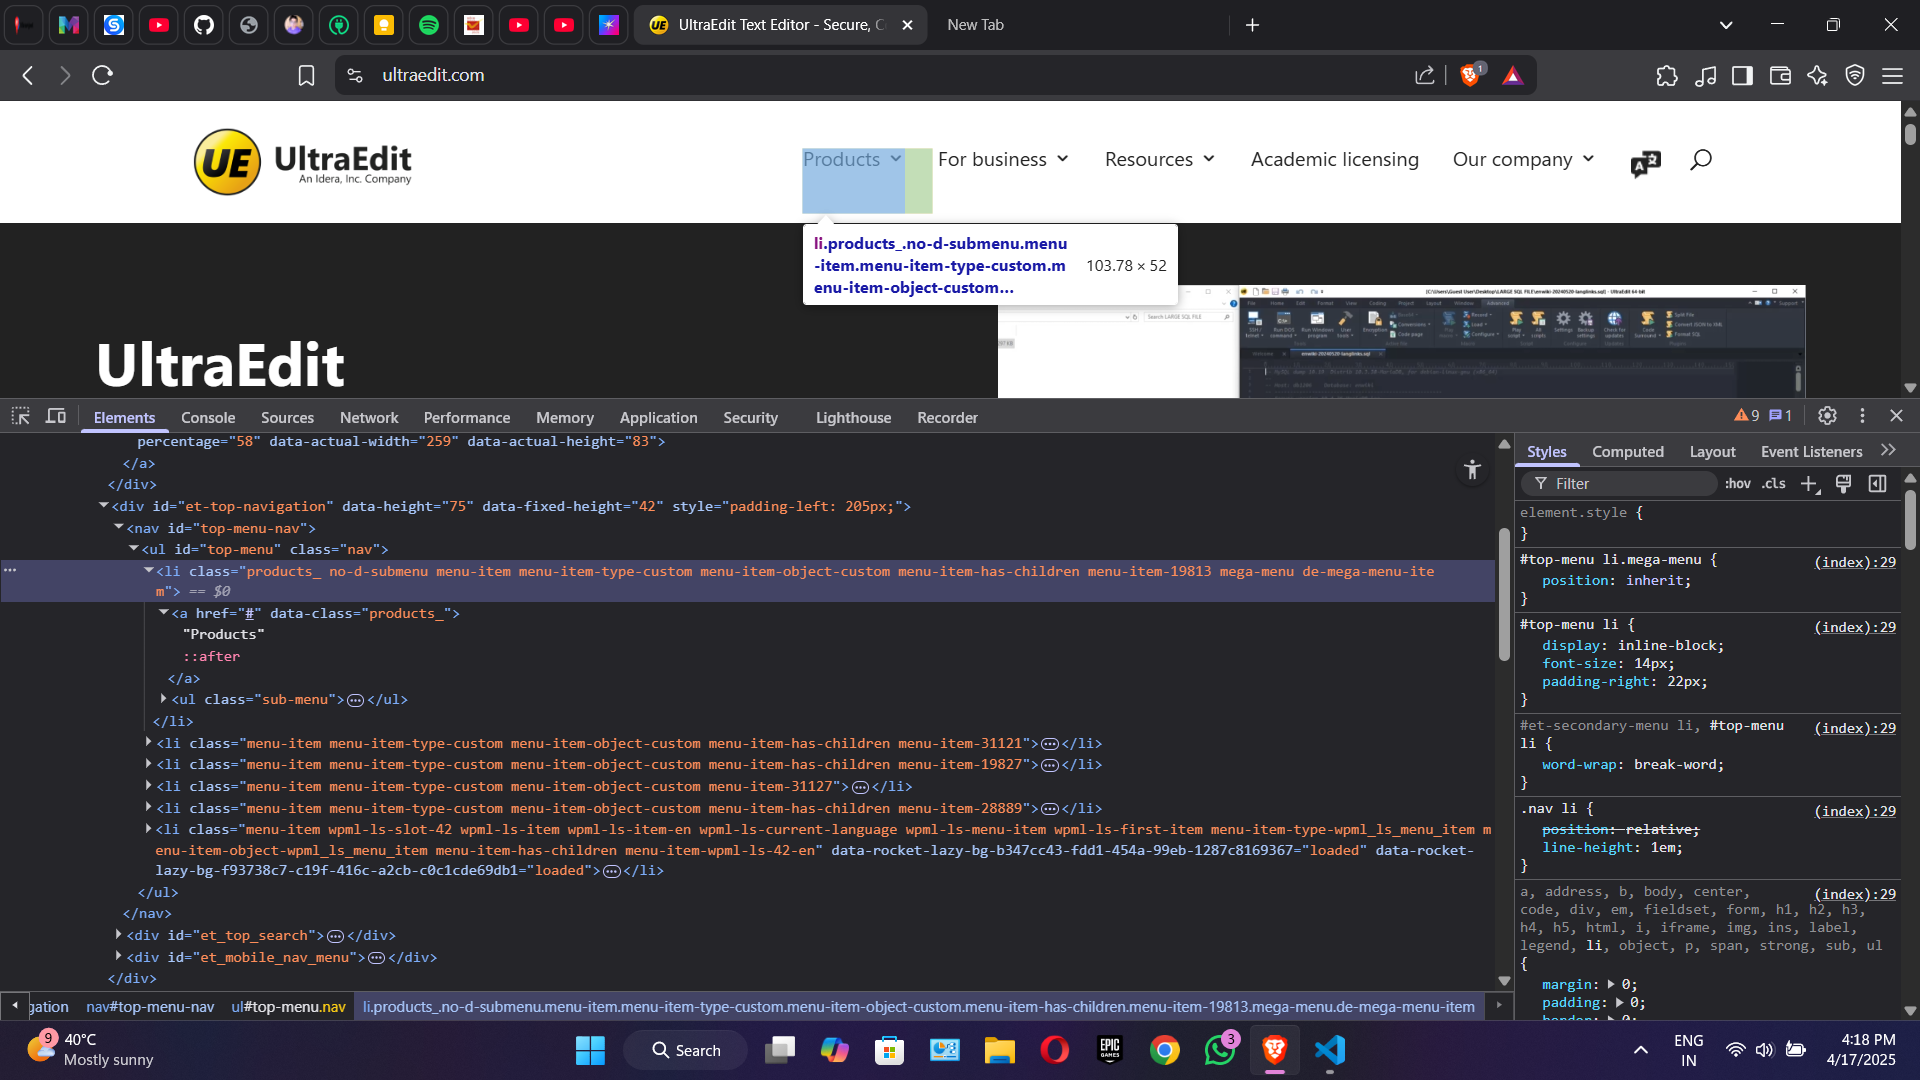 UltraEdit Text Editor - Secure, C
New Tab
ultraedit.com
1
UE
UltraEdit
An Idera, Inc. Company
Products
For business
Resources
Academic licensing
Our company
li.products_.no-d-submenu.menu
-item.menu-item-type-custom.m
enu-item-object-custom…
103.78 × 52
UltraEdit
Elements
Console
Sources
Network
Performance
Memory
Application
Security
Lighthouse
Recorder
9
1
percentage="58" data-actual-width="259" data-actual-height="83">
</a>
</div>
<div id="et-top-navigation" data-height="75" data-fixed-height="42" style="padding-left: 205px;">
<nav id="top-menu-nav">
<ul id="top-menu" class="nav">
<li class="products_ no-d-submenu menu-item menu-item-type-custom menu-item-object-custom menu-item-has-children menu-item-19813 mega-menu de-mega-menu-ite
m"> == $0
<a href="#" data-class="products_">
"Products"
::after
</a>
<ul class="sub-menu">…</ul>
</li>
<li class="menu-item menu-item-type-custom menu-item-object-custom menu-item-has-children menu-item-31121">…</li>
<li class="menu-item menu-item-type-custom menu-item-object-custom menu-item-has-children menu-item-19827">…</li>
<li class="menu-item menu-item-type-custom menu-item-object-custom menu-item-31127">…</li>
<li class="menu-item menu-item-type-custom menu-item-object-custom menu-item-has-children menu-item-28889">…</li>
<li class="menu-item wpml-ls-slot-42 wpml-ls-item wpml-ls-item-en wpml-ls-current-language wpml-ls-menu-item wpml-ls-first-item menu-item-type-wpml_ls_menu_item m
enu-item-object-wpml_ls_menu_item menu-item-has-children menu-item-wpml-ls-42-en" data-rocket-lazy-bg-b347cc43-fdd1-454a-99eb-1287c8169367="loaded" data-rocket-
lazy-bg-f93738c7-c19f-416c-a2cb-c0c1cde69db1="loaded">…</li>
</ul>
</nav>
<div id="et_top_search">…</div>
<div id="et_mobile_nav_menu">…</div>
</div>
gation
nav#top-menu-nav
ul#top-menu.nav
li.products_.no-d-submenu.menu-item.menu-item-type-custom.menu-item-object-custom.menu-item-has-children.menu-item-19813.mega-menu.de-mega-menu-item
Styles
Computed
Layout
Event Listeners
Filter
:hov
.cls
element.style {
}
#top-menu li.mega-menu {
(index):29
position: inherit;
}
#top-menu li {
(index):29
display: inline-block;
font-size: 14px;
padding-right: 22px;
}
#et-secondary-menu li, #top-menu
(index):29
li {
word-wrap: break-word;
}
.nav li {
(index):29
position: relative;
line-height: 1em;
}
a, address, b, body, center,
(index):29
code, div, em, fieldset, form, h1, h2, h3,
h4, h5, html, i, iframe, img, ins, label,
legend, li, object, p, span, strong, sub, ul
{
margin: 0;
padding: 0;
border: 0;
9
40°C
Mostly sunny
Search
EPIC
GAMES
3
ENG
IN
4:18 PM
4/17/2025